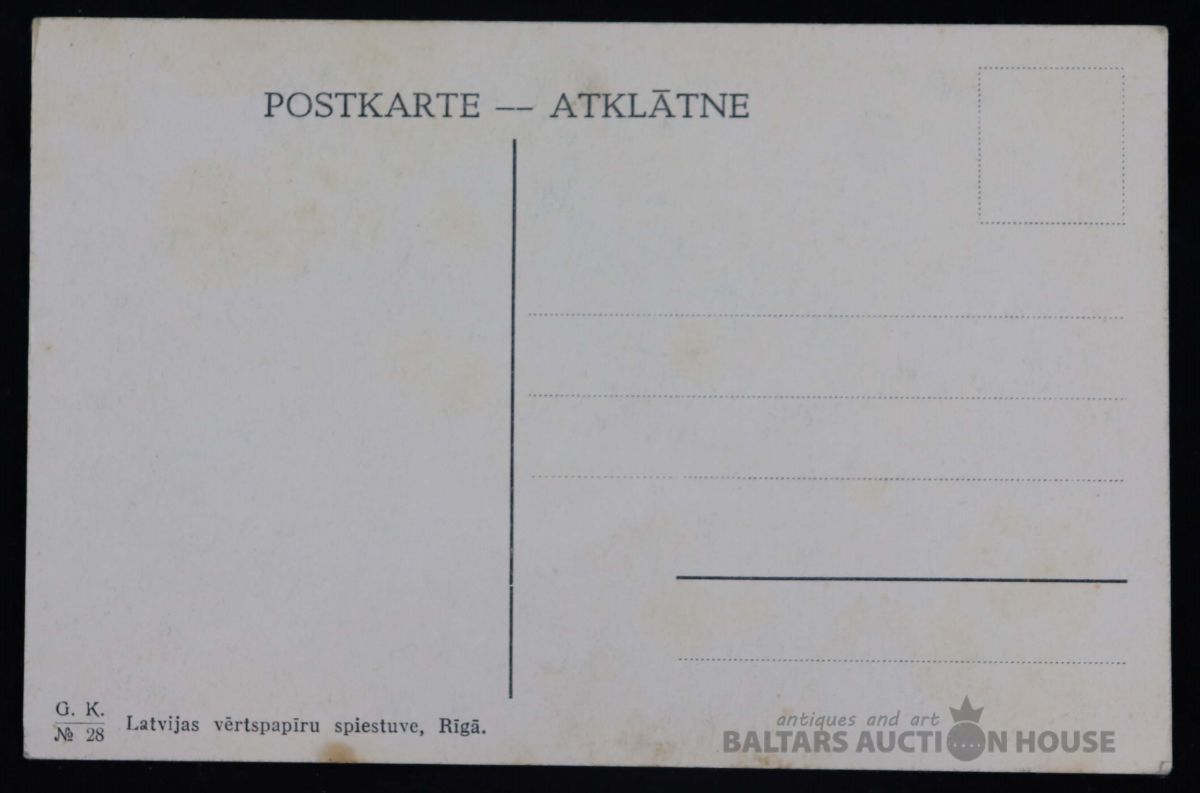 POSTKARTE — ATKLĀTNE
G. K.
№ 28
Latvijas vērtspapīru spiestuve, Rīgā.
antiques and art
BALTARS AUCTION HOUSE